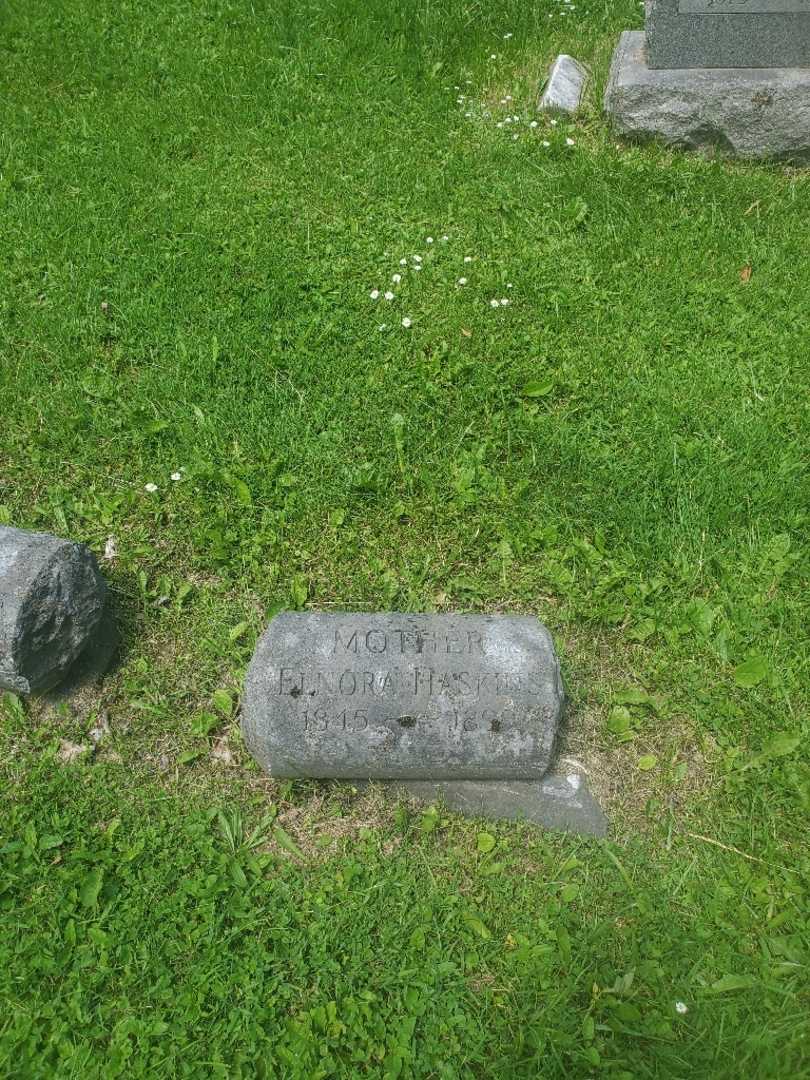 MOTHER
ELNORA HASKINS
1845 –